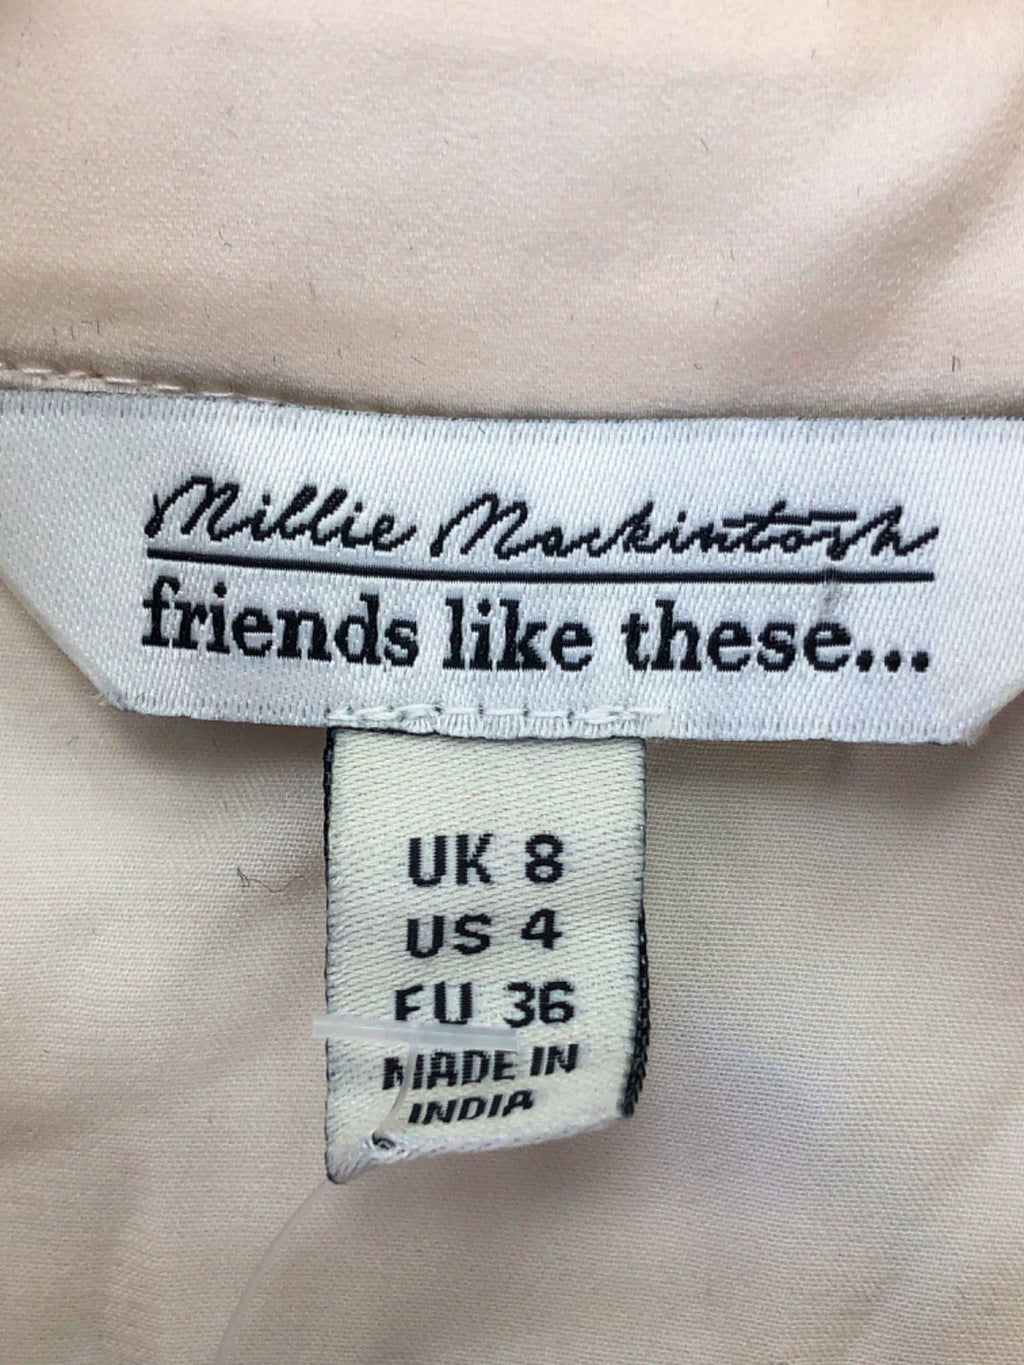 Millie Mackintosh
friends like these...
UK 8
US 4
EU 36
MADE IN
INDIA